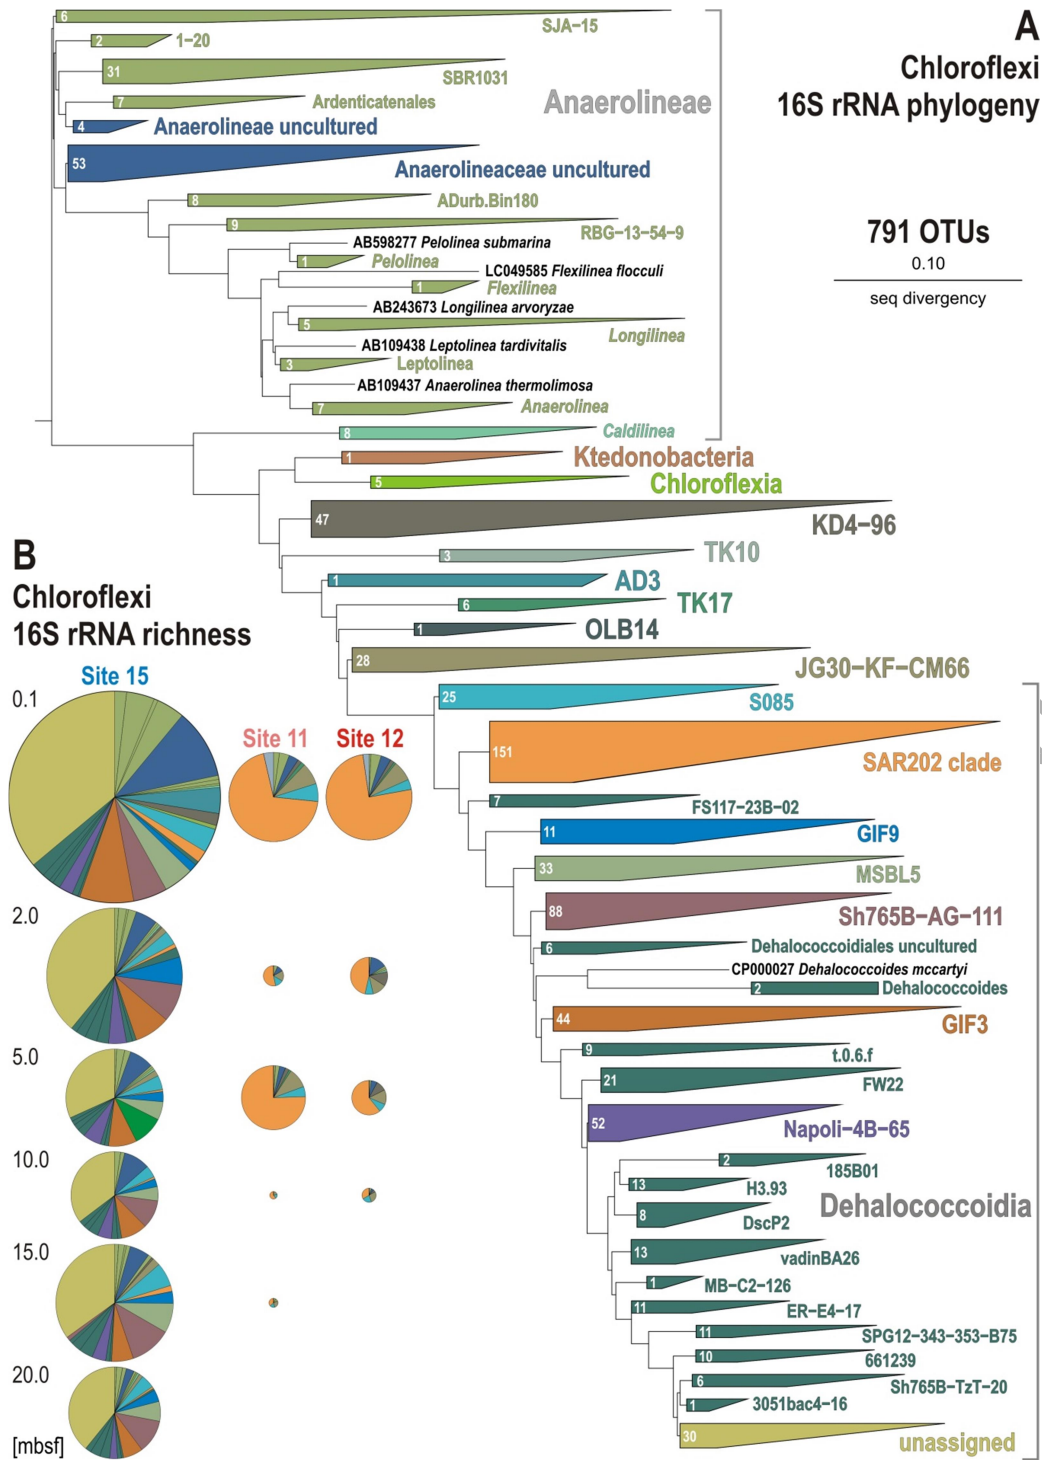 6
SJA-15
A
2
1-20
Chloroflexi
16S rRNA phylogeny
31
SBR1031
7
Ardenticatenales
Anaerolineae
4
Anaerolineae uncultured
53
Anaerolineaceae uncultured
8
ADurb.Bin180
9
RBG-13-54-9
791 OTUs
0.10
seq divergency
AB598277 Pelolinea submarina
1
Pelolinea
LC049585 Flexilinea flocculi
1
Flexilinea
AB243673 Longilinea arvoryzae
5
Longilinea
AB109438 Leptolinea tardivitalis
3
Leptolinea
AB109437 Anaerolinea thermolimosa
7
Anaerolinea
8
Caldilinea
1
Ktedonobacteria
5
Chloroflexia
47
KD4-96
3
TK10
1
AD3
6
TK17
1
OLB14
28
JG30-KF-CM66
25
S085
151
SAR202 clade
7
FS117-23B-02
11
GIF9
33
MSBL5
88
Sh765B-AG-111
6
Dehalococcoidiales uncultured
CP000027 Dehalococcoides mccartyi
2
Dehalococcoides
44
GIF3
9
t.0.6.f
21
FW22
52
Napoli-4B-65
2
185B01
13
H3.93
Dehalococcoidia
8
DscP2
13
vadinBA26
1
MB-C2-126
11
ER-E4-17
11
SPG12-343-353-B75
10
661239
6
Sh765B-TzT-20
1
3051bac4-16
30
unassigned
B
Chloroflexi
16S rRNA richness
Site 15
0.1
Site 11
Site 12
2.0
5.0
10.0
15.0
20.0
[mbsf]